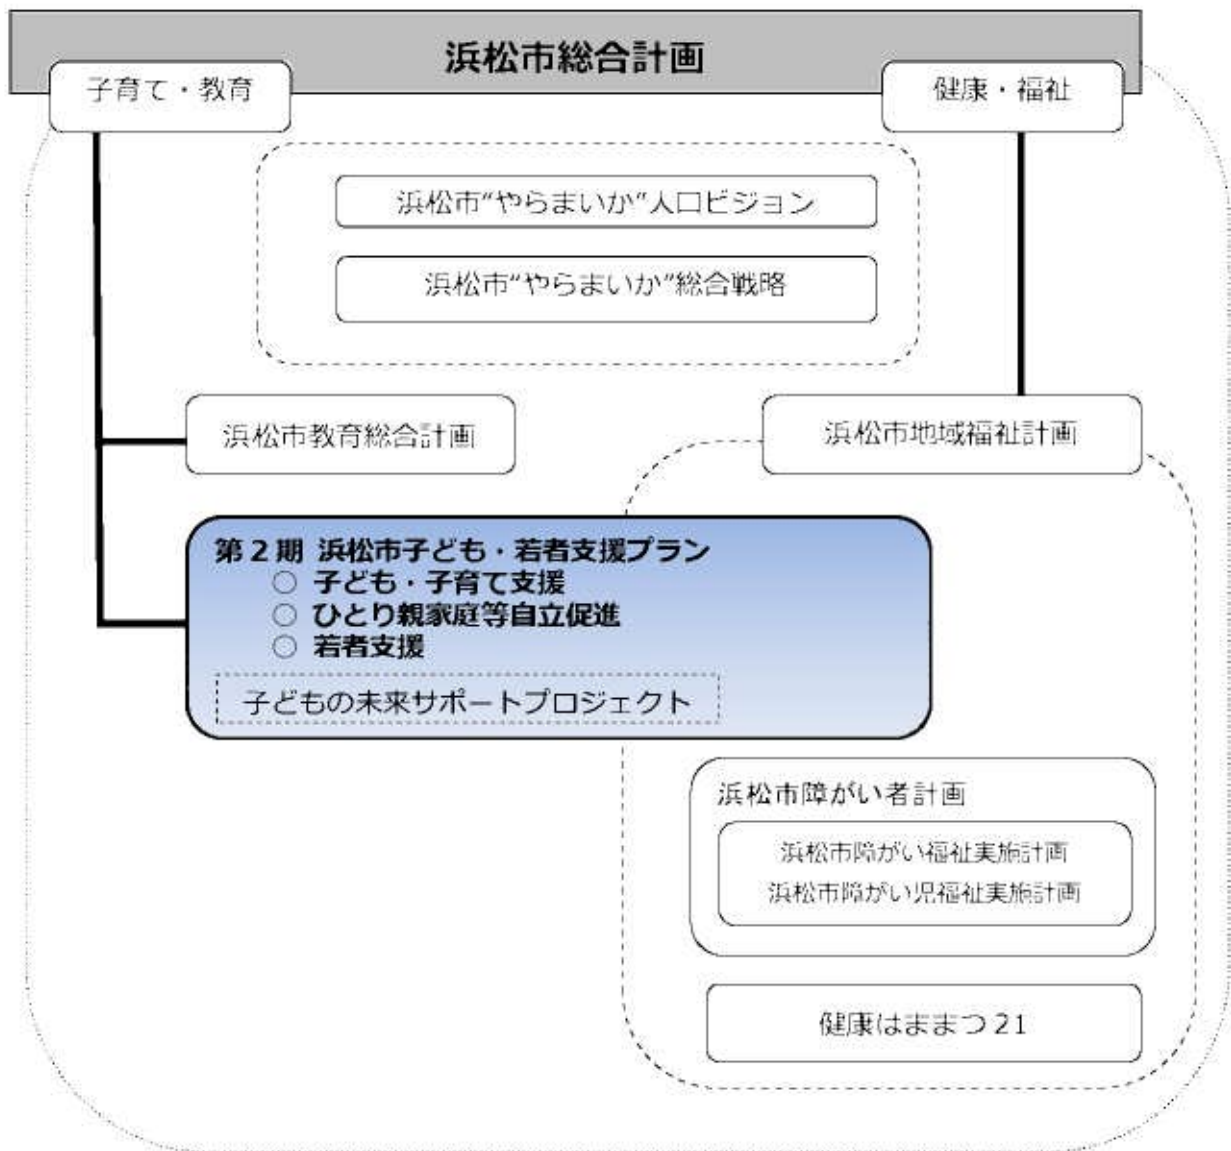 浜松市総合計画
子育て・教育
健康・福祉
浜松市“やらまいか”人口ビジョン
浜松市“やらまいか”総合戦略
浜松市教育総合計画
浜松市地域福祉計画
第2期 浜松市子ども・若者支援プラン
○ 子ども・子育て支援
○ ひとり親家庭等自立促進
○ 若者支援
子どもの未来サポートプロジェクト
浜松市障がい者計画
浜松市障がい福祉実施計画
浜松市障がい児福祉実施計画
健康はままつ 21